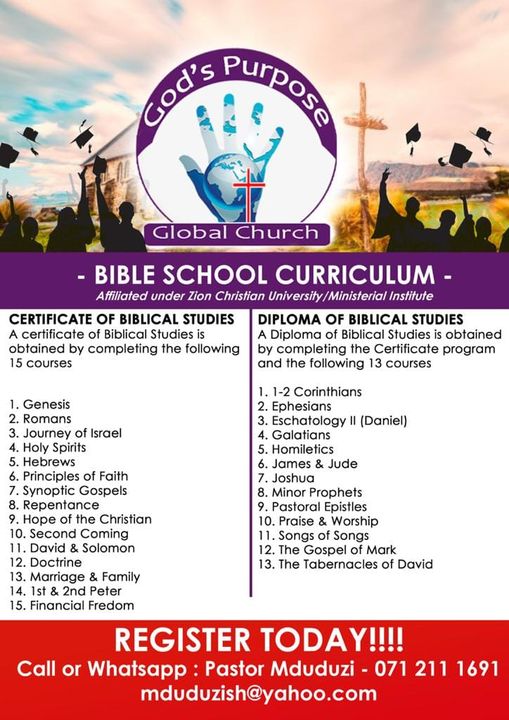 God's Purpose
Global Church
- BIBLE SCHOOL CURRICULUM -
Affiliated under Zion Christian University/Ministerial Institute
CERTIFICATE OF BIBLICAL STUDIES
A certificate of Biblical Studies is
obtained by completing the following
15 courses
1. Genesis
2. Romans
3. Journey of Israel
4. Holy Spirits
5. Hebrews
6. Principles of Faith
7. Synoptic Gospels
8. Repentance
9. Hope of the Christian
10. Second Coming
11. David & Solomon
12. Doctrine
13. Marriage & Family
14. 1st & 2nd Peter
15. Financial Fredom
DIPLOMA OF BIBLICAL STUDIES
A Diploma of Biblical Studies is obtained
by completing the Certificate program
and the following 13 courses
1. 1-2 Corinthians
2. Ephesians
3. Eschatology II (Daniel)
4. Galatians
5. Homiletics
6. James & Jude
7. Joshua
8. Minor Prophets
9. Pastoral Epistles
10. Praise & Worship
11. Songs of Songs
12. The Gospel of Mark
13. The Tabernacles of David
REGISTER TODAY!!!!
Call or Whatsapp : Pastor Mduduzi - 071 211 1691
mduduzish@yahoo.com